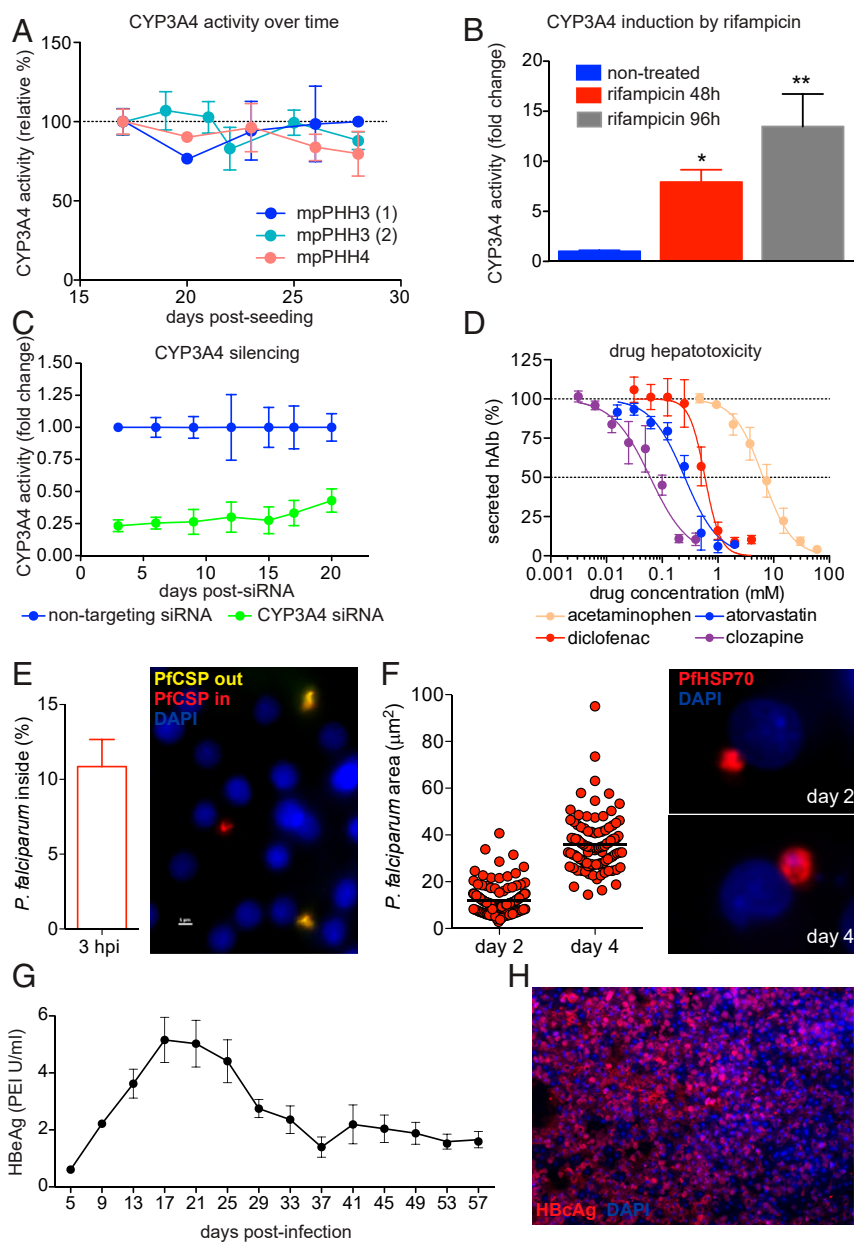 A
CYP3A4 activity over time
CYP3A4 activity (relative %)
150
100
50
0
mpPHH3 (1)
mpPHH3 (2)
mpPHH4
15 20 25 30
days post-seeding
B
CYP3A4 induction by rifampicin
CYP3A4 activity (fold change)
20
15
10
5
0
non-treated
rifampicin 48h
rifampicin 96h
*
**
C
CYP3A4 silencing
CYP3A4 activity (fold change)
1.50
1.25
1.00
0.75
0.50
0.25
0.00
0 5 10 15 20
days post-siRNA
non-targeting siRNA CYP3A4 siRNA
D
drug hepatotoxicity
secreted hAlb (%)
125
100
75
50
25
0
0.001 0.01 0.1 1 10 100
drug concentration (mM)
acetaminophen atorvastatin
diclofenac clozapine
E
P. falciparum inside (%)
15
10
5
0
3 hpi
PfCSP out
PfCSP in
DAPI
5 µm
F
P. falciparum area (µm2)
100
80
60
40
20
0
day 2 day 4
PfHSP70
DAPI
day 2
day 4
G
HBeAg (PEI U/ml)
6
4
2
0
5 9 13 17 21 25 29 33 37 41 45 49 53 57
days post-infection
H
HBcAg DAPI